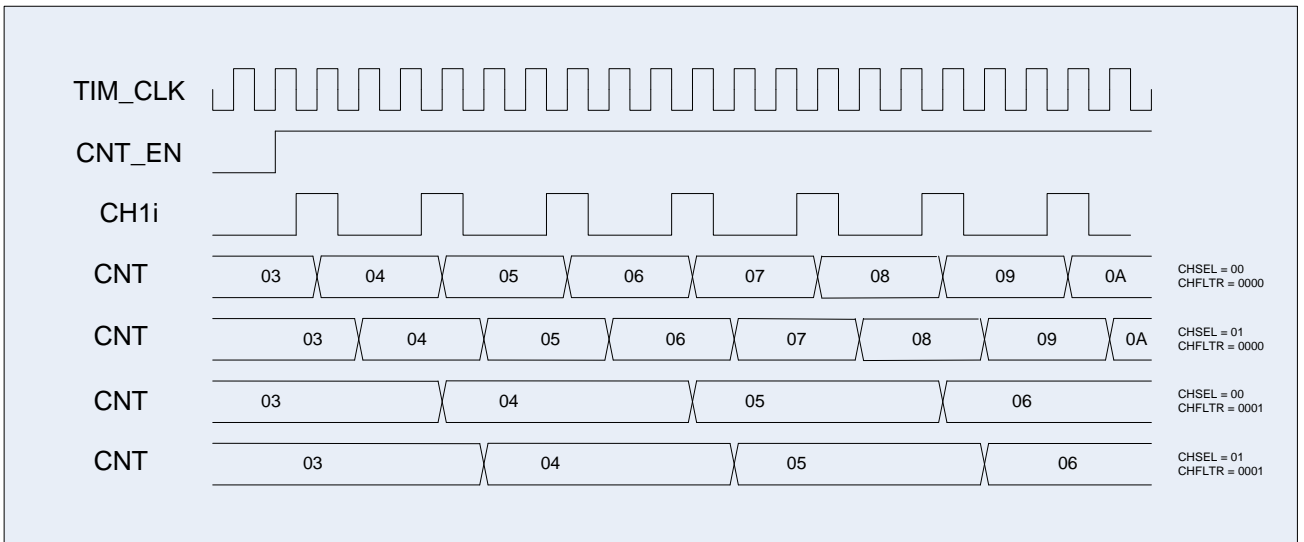 TIM_CLK
CNT_EN
CH1i
CNT 03 04 05 06 07 08 09 0A CHSEL = 00
CHFLTR = 0000
CNT 03 04 05 06 07 08 09 0A CHSEL = 01
CHFLTR = 0000
CNT 03 04 05 06 CHSEL = 00
CHFLTR = 0001
CNT 03 04 05 06 CHSEL = 01
CHFLTR = 0001